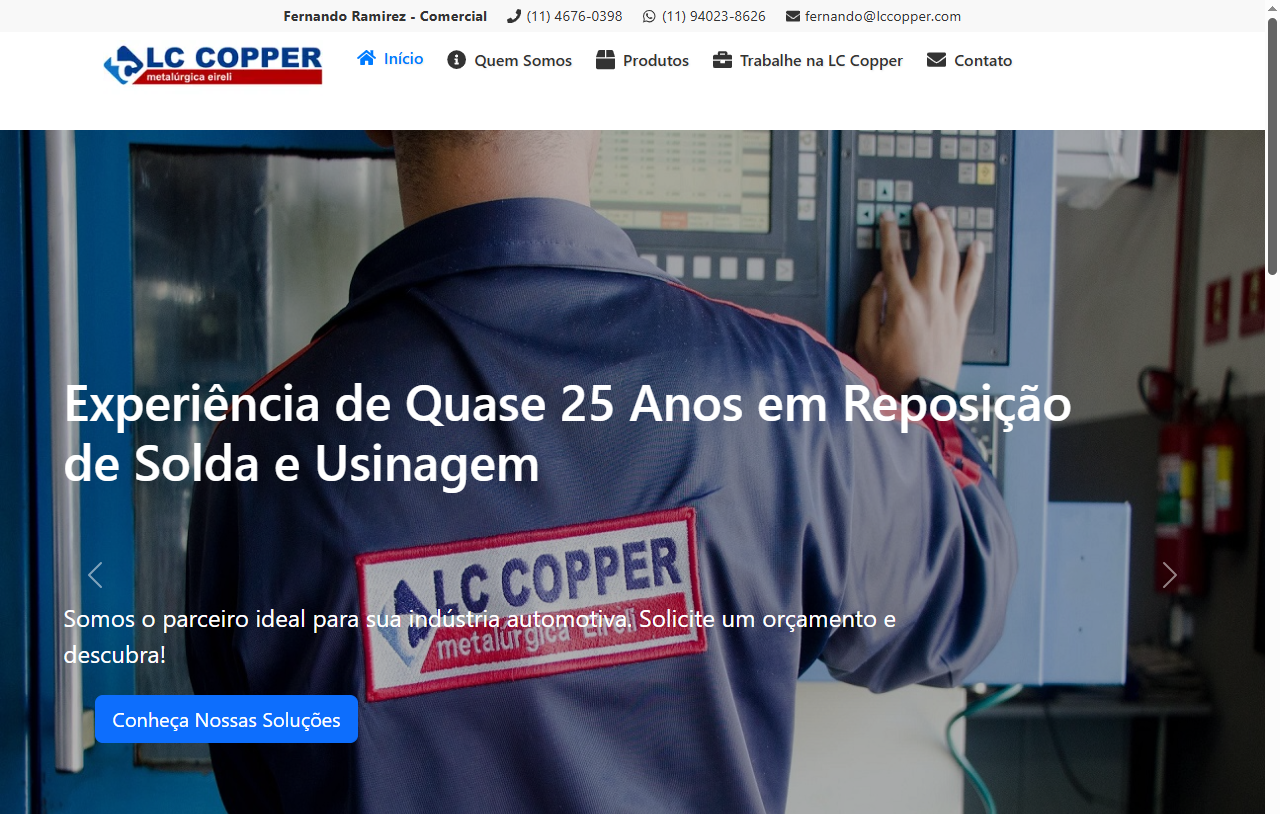 Fernando Ramirez - Comercial (11) 4676-0398 (11) 94023-8626 fernando@lccopper.com
LC COPPER
metalúrgica eireli
Início Quem Somos Produtos Trabalhe na LC Copper Contato
Experiência de Quase 25 Anos em Reposição
de Solda e Usinagem
LC COPPER
metalúrgica Eireli
Somos o parceiro ideal para sua indústria automotiva. Solicite um orçamento e
descubra!
Conheça Nossas Soluções